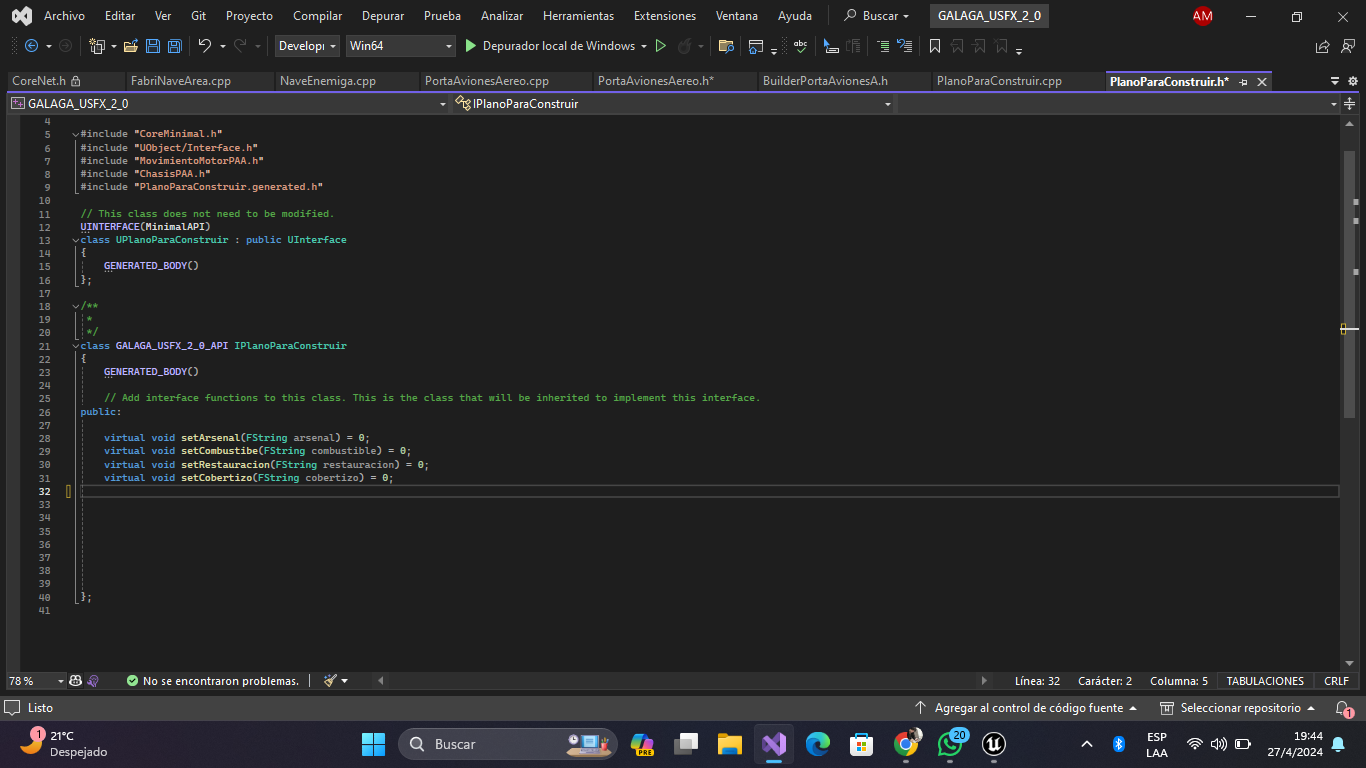 Archivo Editar Ver Git Proyecto Compilar Depurar Prueba Analizar Herramientas Extensiones Ventana Ayuda Buscar GALAGA_USFX_2_0 AM
Develop Win64 Depurador local de Windows
CoreNet.h FabriNaveArea.cpp NaveEnemiga.cpp PortaAvionesAereo.cpp PortaAvionesAereo.h* BuilderPortaAvionesA.h PlanoParaConstruir.cpp PlanoParaConstruir.h*
GALAGA_USFX_2_0 IPlanoParaConstruir
4
5 #include "CoreMinimal.h"
6 #include "UObject/Interface.h"
7 #include "MovimientoMotorPAA.h"
8 #include "ChasisPAA.h"
9 #include "PlanoParaConstruir.generated.h"
10
11 // This class does not need to be modified.
12 UINTERFACE(MinimalAPI)
13 class UPlanoParaConstruir : public UInterface
14 {
15 GENERATED_BODY()
16 };
17
18 /**
19 *
20 */
21 class GALAGA_USFX_2_0_API IPlanoParaConstruir
22 {
23 GENERATED_BODY()
24
25 // Add interface functions to this class. This is the class that will be inherited to implement this interface.
26 public:
27
28 virtual void setArsenal(FString arsenal) = 0;
29 virtual void setCombustibe(FString combustible) = 0;
30 virtual void setRestauracion(FString restauracion) = 0;
31 virtual void setCobertizo(FString cobertizo) = 0;
32
33
34
35
36
37
38
39
40 };
41
78 % No se encontraron problemas. Línea: 32 Carácter: 2 Columna: 5 TABULACIONES CRLF
Listo Agregar al control de código fuente Seleccionar repositorio 1
1 21°C
Despejado
Buscar PRE 20
ESP
LAA
19:44
27/4/2024